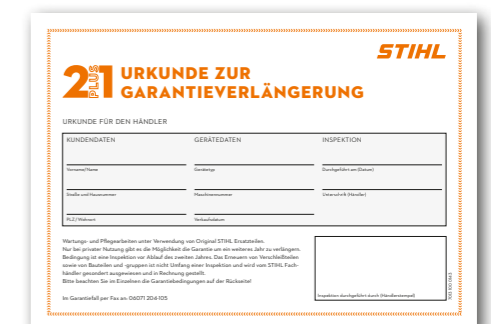 STIHL
2 PLUS 1 URKUNDE ZUR
GARANTIEVERLÄNGERUNG
URKUNDE FÜR DEN HÄNDLER
KUNDENDATEN GERÄTEDATEN INSPEKTION
Vorname/Name Gerätetyp Durchgeführt am (Datum)
Straße und Hausnummer Maschinennummer Unterschrift (Händler)
PLZ/Wohnort Verkaufsdatum
Wartungs- und Pflegearbeiten unter Verwendung von Original STIHL Ersatzteilen.
Nur bei privater Nutzung gibt es die Möglichkeit die Garantie um ein weiteres Jahr zu verlängern.
Bedingung ist eine Inspektion vor Ablauf des zweiten Jahres. Das Erneuern von Verschleißteilen
sowie von Bauteilen und -gruppen ist nicht Umfang einer Inspektion und wird vom STIHL Fach-
händler gesondert ausgewiesen und in Rechnung gestellt.
Bitte beachten Sie im Einzelnen die Garantiebedingungen auf der Rückseite!
Im Garantiefall per Fax an: 06071 204-105
Inspektion durchgeführt durch (Händlerstempel)